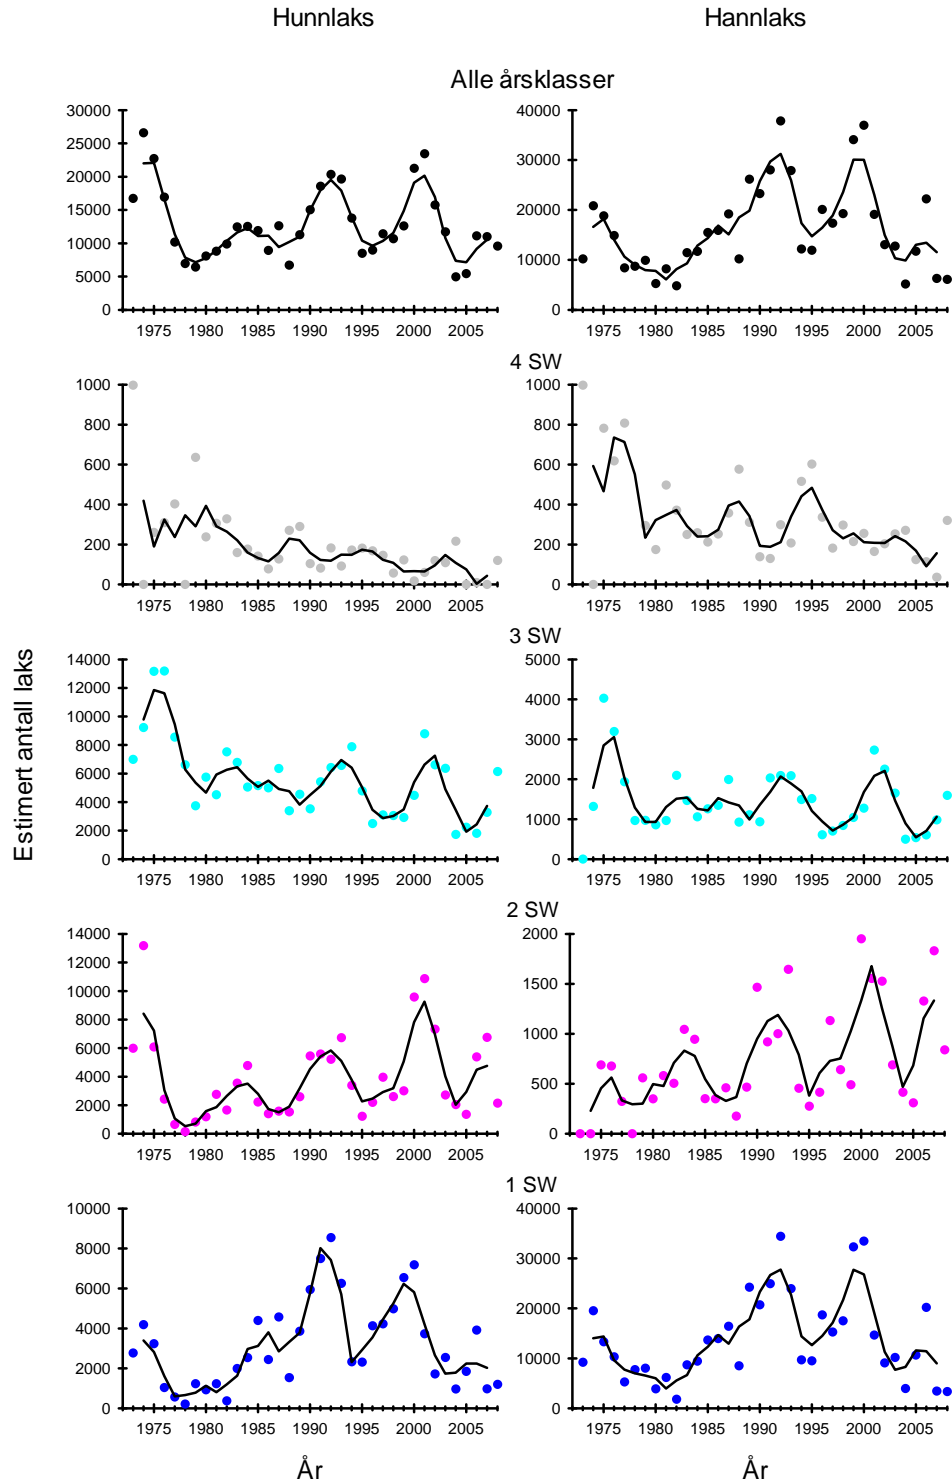 Hunnlaks Hannlaks
Alle årsklasser
30000 40000
25000
20000 30000
15000 20000
10000
5000 10000
0 0
1975 1980 1985 1990 1995 2000 2005 1975 1980 1985 1990 1995 2000 2005
4 SW
1000 1000
800 800
600 600
400 400
200 200
0 0
1975 1980 1985 1990 1995 2000 2005 1975 1980 1985 1990 1995 2000 2005
3 SW
Estimert antall laks
14000 5000
12000 4000
10000
8000 3000
6000 2000
4000
2000 1000
0 0
1975 1980 1985 1990 1995 2000 2005 1975 1980 1985 1990 1995 2000 2005
2 SW
14000 2000
12000
10000 1500
8000
6000 1000
4000 500
2000
0 0
1975 1980 1985 1990 1995 2000 2005 1975 1980 1985 1990 1995 2000 2005
1 SW
10000 40000
8000 30000
6000
4000 20000
2000 10000
0 0
1975 1980 1985 1990 1995 2000 2005 1975 1980 1985 1990 1995 2000 2005
År År